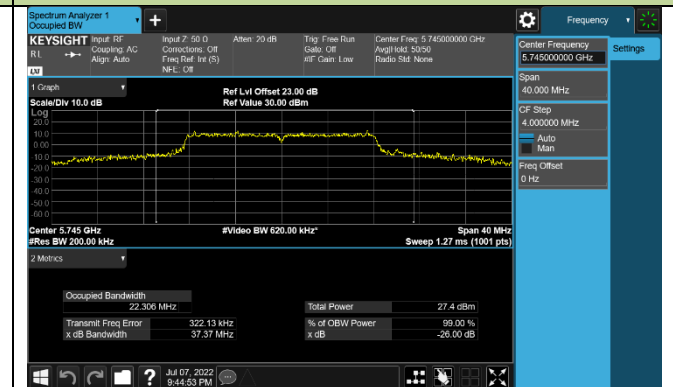 Spectrum Analyzer 1
Occupied BW
+
Frequency
KEYSIGHT
RL
LXI
Input: RF
Coupling: AC
Align: Auto
Input Z: 50 Ω
Corrections: Off
Freq Ref: Int (S)
NFE: Off
Atten: 20 dB
Trig: Free Run
Gate: Off
#IF Gain: Low
Center Freq: 5.745000000 GHz
Avg|Hold: 50/50
Radio Std: None
Center Frequency
5.745000000 GHz
Settings
Span
40.000 MHz
CF Step
4.000000 MHz
Auto
Man
Freq Offset
0 Hz
1 Graph
Scale/Div 10.0 dB
Ref Lvl Offset 23.00 dB
Ref Value 30.00 dBm
Log
20.0
10.0
0.00
-10.0
-20.0
-30.0
-40.0
-50.0
-60.0
Center 5.745 GHz
#Video BW 620.00 kHz*
Span 40 MHz
#Res BW 200.00 kHz
Sweep 1.27 ms (1001 pts)
2 Metrics
Occupied Bandwidth
22.306 MHz
Total Power
27.4 dBm
Transmit Freq Error
322.13 kHz
% of OBW Power
99.00 %
x dB Bandwidth
37.37 MHz
x dB
-26.00 dB
?
Jul 07, 2022
9:44:53 PM